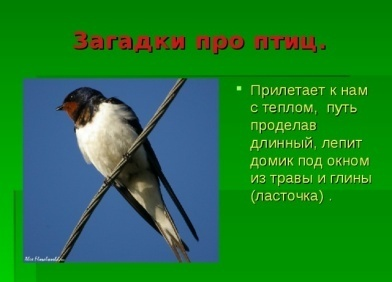 Загадки про птиц.
Прилетает к нам
с теплом, путь
проделав
длинный, лепит
домик под окном
из травы и глины
(ласточка) .